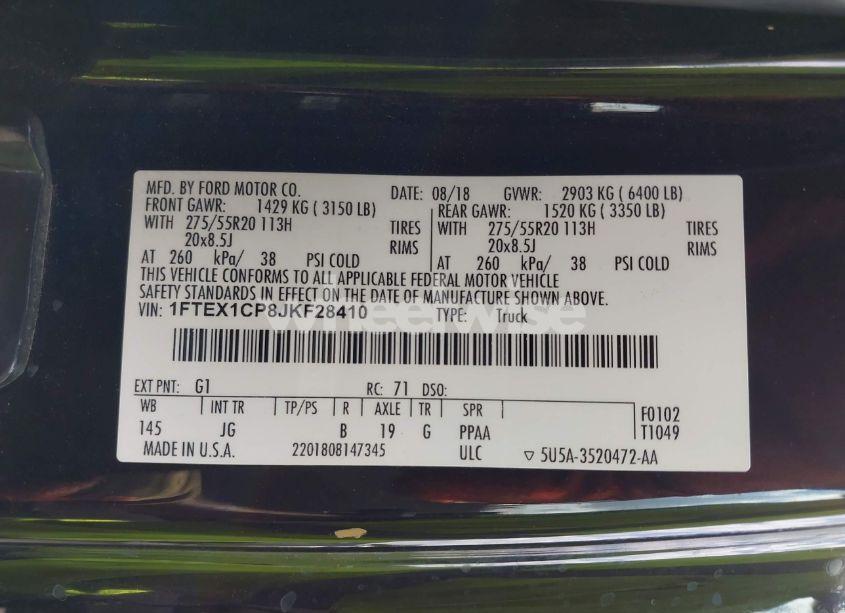 MFD. BY FORD MOTOR CO. DATE: 08/18 GVWR: 2903 KG ( 6400 LB)
FRONT GAWR: 1429 KG ( 3150 LB) REAR GAWR: 1520 KG ( 3350 LB)
WITH 275/55R20 113H TIRES WITH 275/55R20 113H TIRES
20x8.5J RIMS 20x8.5J RIMS
AT 260 kPa/ 38 PSI COLD AT 260 kPa/ 38 PSI COLD
THIS VEHICLE CONFORMS TO ALL APPLICABLE FEDERAL MOTOR VEHICLE
SAFETY STANDARDS IN EFFECT ON THE DATE OF MANUFACTURE SHOWN ABOVE.
VIN: 1FTEX1CP8JKF28410 TYPE: Truck
wheelwise
EXT PNT: G1 RC: 71 DSO:
WB INT TR TP/PS R AXLE TR SPR F0102
145 JG B 19 G PPAA T1049
MADE IN U.S.A. 2201808147345 ULC ▽ 5U5A-3520472-AA